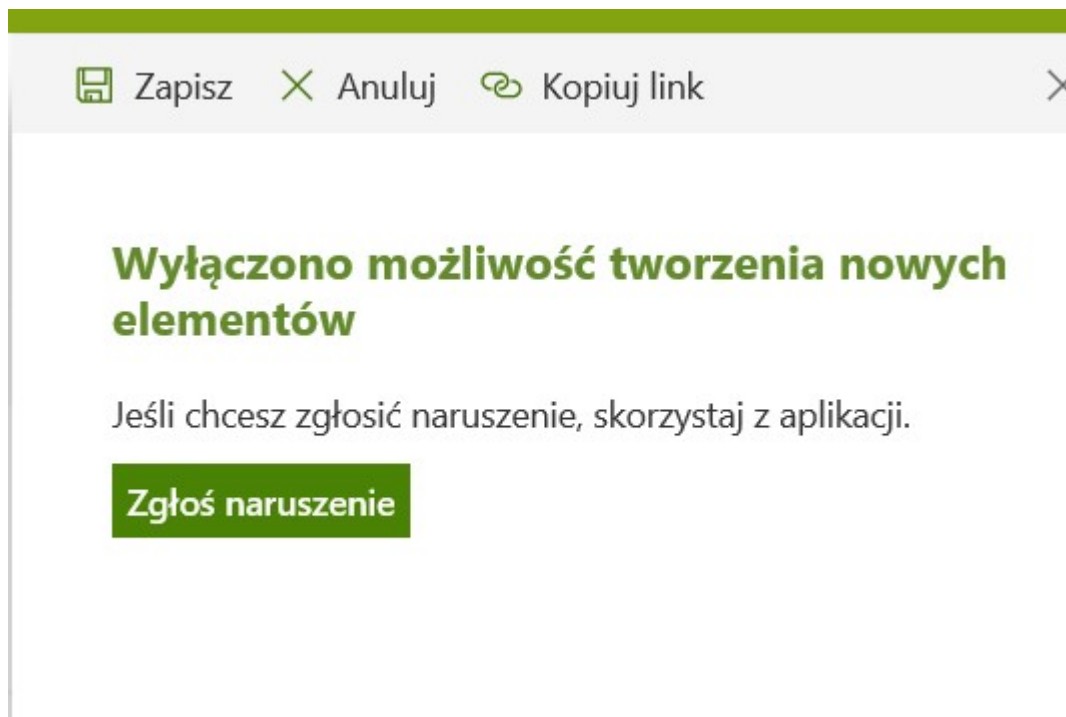 Zapisz Anuluj Kopiuj link
Wyłączono możliwość tworzenia nowych
elementów
Jeśli chcesz zgłosić naruszenie, skorzystaj z aplikacji.
Zgłoś naruszenie